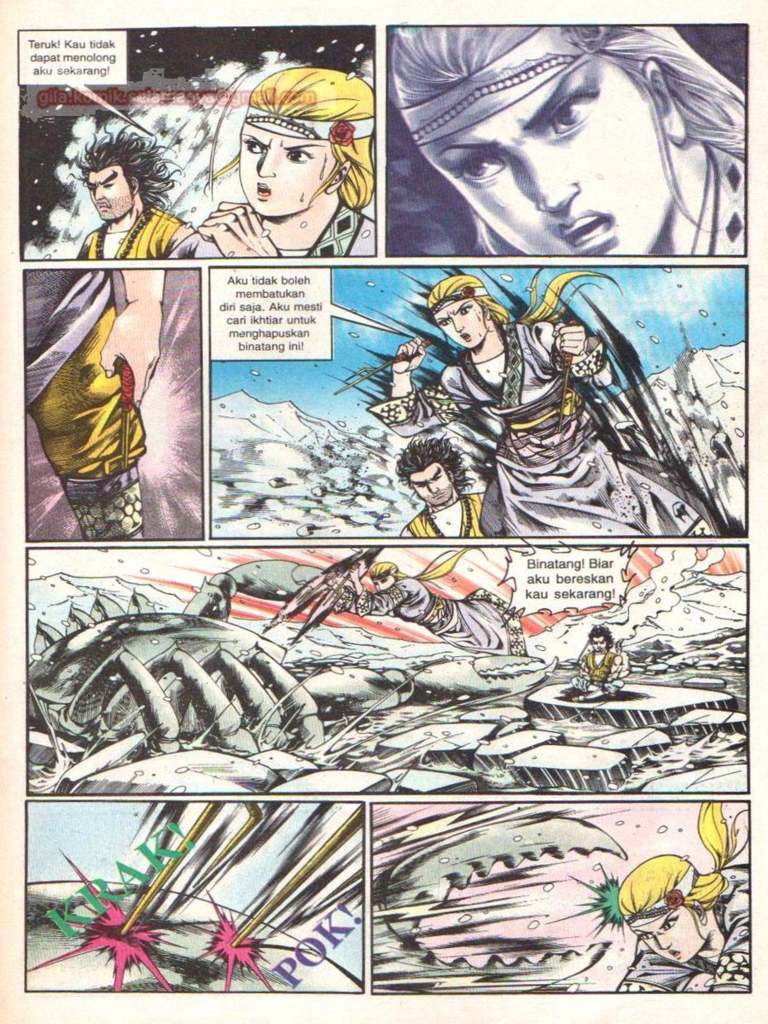 Teruk! Kau tidak
dapat menolong
aku sekarang!
Aku tidak boleh
membatukan
diri saja. Aku mesti
cari ikhtiar untuk
menghapuskan
binatang ini!
Binatang! Biar
aku bereskan
kau sekarang!
KRAK!
POK!